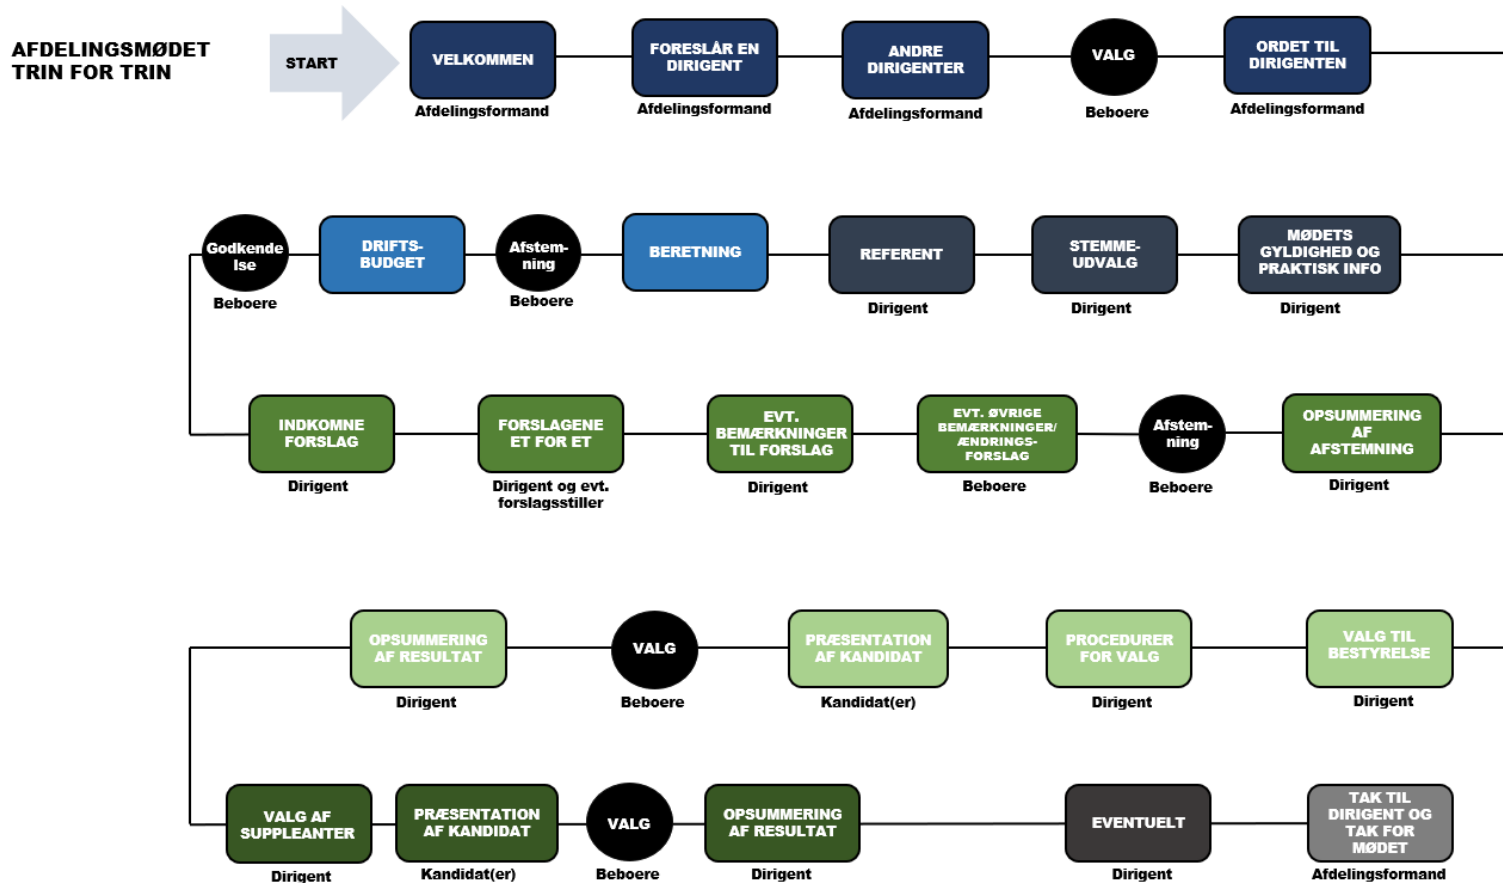 AFDELINGSMØDET
TRIN FOR TRIN
START
VELKOMMEN
Afdelingsformand
FORESLÅR EN
DIRIGENT
Afdelingsformand
ANDRE
DIRIGENTER
Afdelingsformand
VALG
Beboere
ORDET TIL
DIRIGENTEN
Afdelingsformand
Godkende
lse
Beboere
DRIFTS-
BUDGET
Afstem-
ning
Beboere
BERETNING
REFERENT
Dirigent
STEMME-
UDVALG
Dirigent
MØDETS
GYLDIGHED OG
PRAKTISK INFO
Dirigent
INDKOMNE
FORSLAG
Dirigent
FORSLAGENE
ET FOR ET
Dirigent og evt.
forslagsstiller
EVT.
BEMÆRKNINGER
TIL FORSLAG
Dirigent
EVT. ØVRIGE
BEMÆRKNINGER/
ÆNDRINGS-
FORSLAG
Beboere
Afstem-
ning
Beboere
OPSUMMERING
AF
AFSTEMNING
Dirigent
OPSUMMERING
AF RESULTAT
Dirigent
VALG
Beboere
PRÆSENTATION
AF KANDIDAT
Kandidat(er)
PROCEDURER
FOR VALG
Dirigent
VALG TIL
BESTYRELSE
Dirigent
VALG AF
SUPPLEANTER
Dirigent
PRÆSENTATION
AF KANDIDAT
Kandidat(er)
VALG
Beboere
OPSUMMERING
AF RESULTAT
Dirigent
EVENTUELT
Dirigent
TAK TIL
DIRIGENT OG
TAK FOR
MØDET
Afdelingsformand